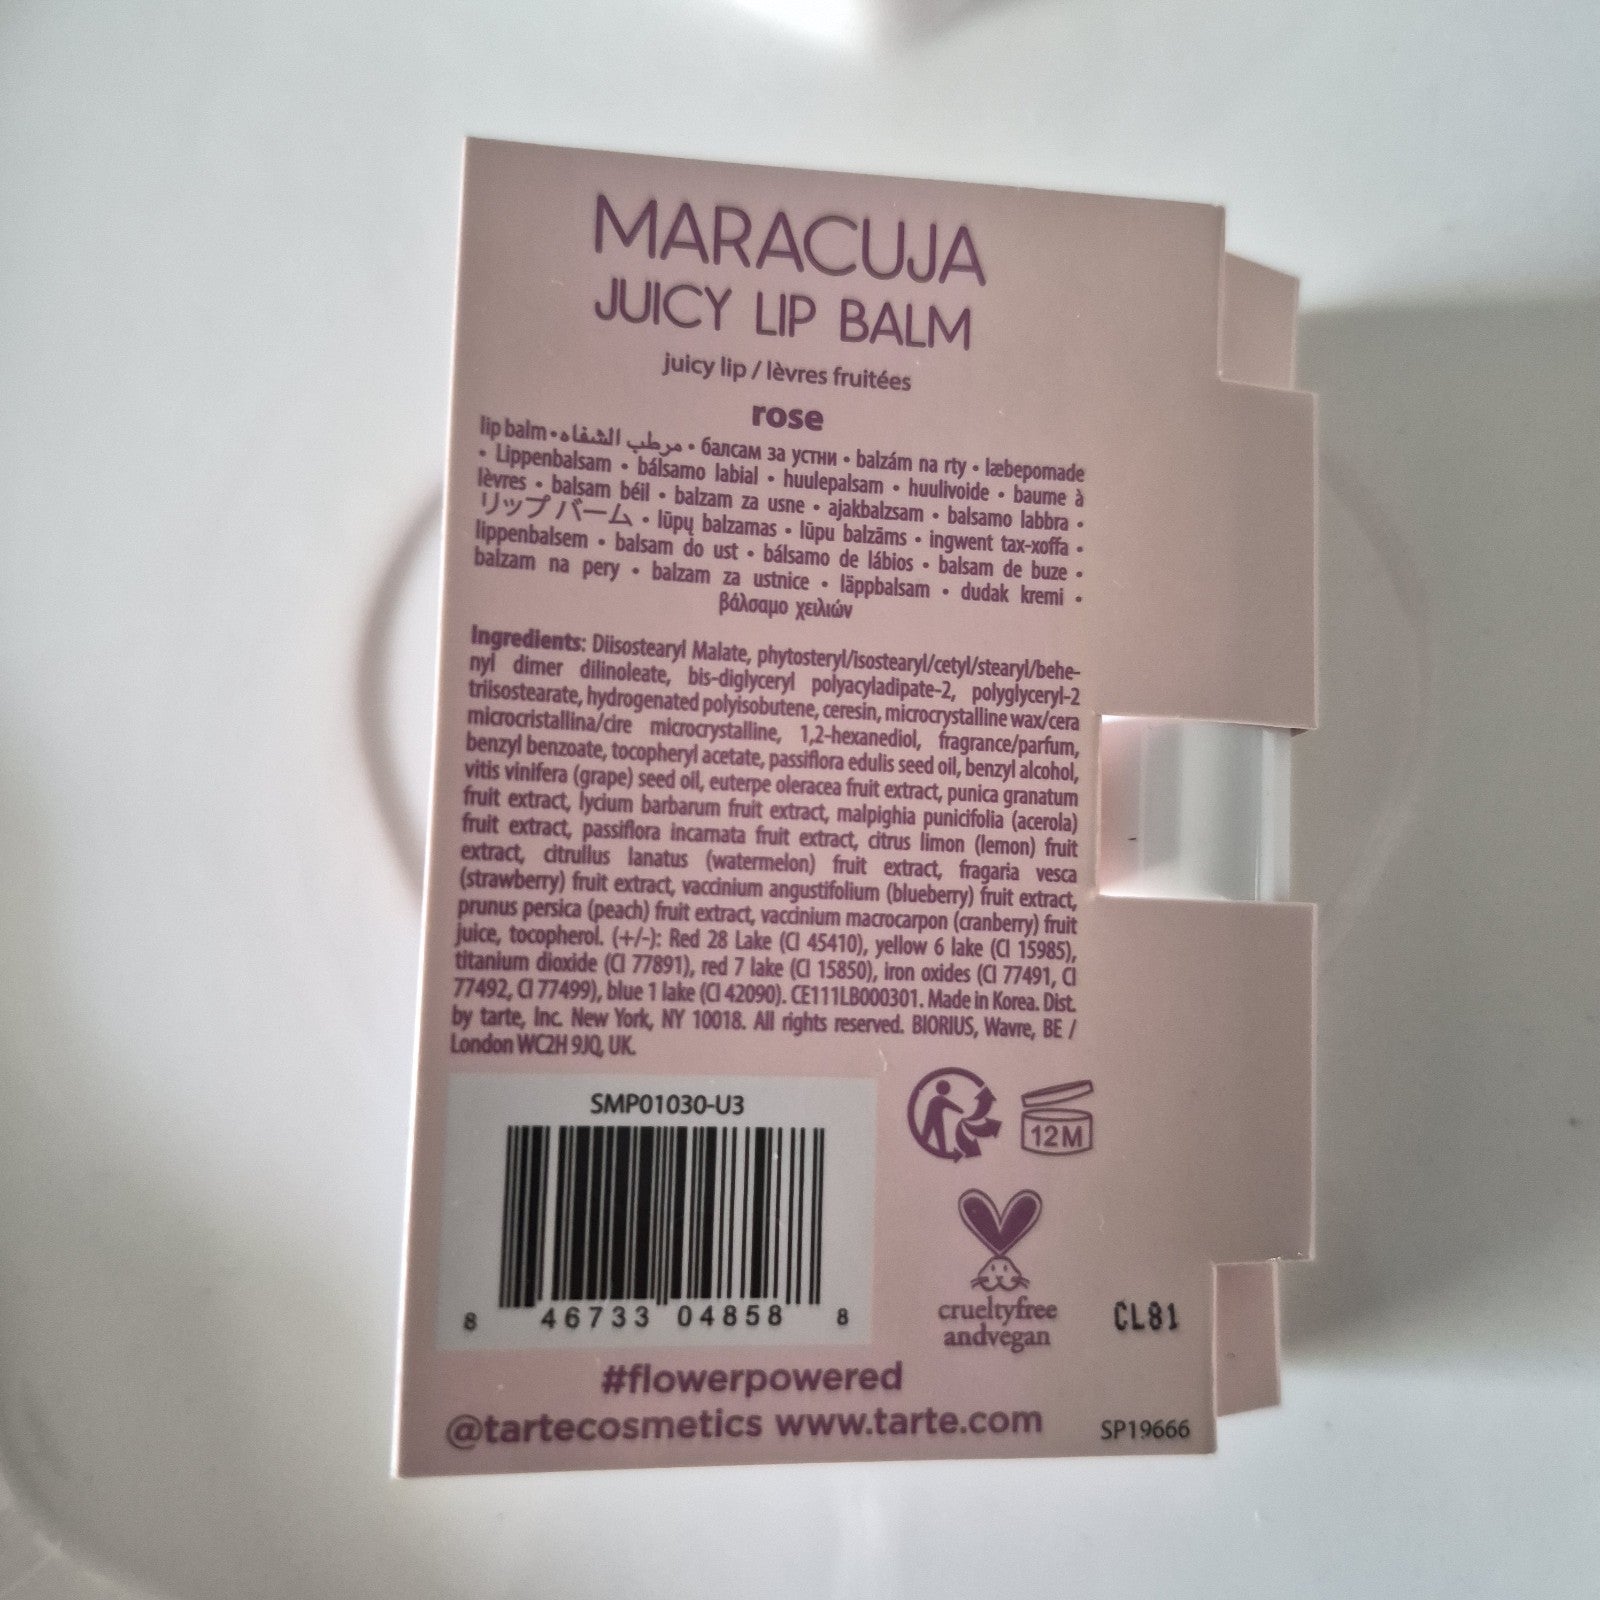 MARACUJA
JUICY LIP BALM
juicy lip / lèvres fruitées
rose
lip balm • مرطب الشفاه • балсам за устни • balzám na rty • læbepomade
• Lippenbalsam • bálsamo labial • huulepalsam • huulivoide • baume à
lèvres • balsam béil • balzam za usne • ajakbalzsam • balsamo labbra •
リップ バーム • lūpų balzamas • lūpu balzāms • ingwent tax-xoffa •
lippenbalsem • balsam do ust • bálsamo de lábios • balsam de buze •
balzam na pery • balzam za ustnice • läppbalsam • dudak kremi •
βάλσαμο χειλιών
Ingredients: Diisostearyl Malate, phytosteryl/isostearyl/cetyl/stearyl/behe-
nyl dimer dilinoleate, bis-diglyceryl polyacyladipate-2, polyglyceryl-2
triisostearate, hydrogenated polyisobutene, ceresin, microcrystalline wax/cera
microcristallina/cire microcrystalline, 1,2-hexanediol, fragrance/parfum,
benzyl benzoate, tocopheryl acetate, passiflora edulis seed oil, benzyl alcohol,
vitis vinifera (grape) seed oil, euterpe oleracea fruit extract, punica granatum
fruit extract, lycium barbarum fruit extract, malpighia punicifolia (acerola)
fruit extract, passiflora incarnata fruit extract, citrus limon (lemon) fruit
extract, citrullus lanatus (watermelon) fruit extract, fragaria vesca
(strawberry) fruit extract, vaccinium angustifolium (blueberry) fruit extract,
prunus persica (peach) fruit extract, vaccinium macrocarpon (cranberry) fruit
juice, tocopherol. (+/-): Red 28 Lake (CI 45410), yellow 6 lake (CI 15985),
titanium dioxide (CI 77891), red 7 lake (CI 15850), iron oxides (CI 77491, CI
77492, CI 77499), blue 1 lake (CI 42090). CE111LB000301. Made in Korea. Dist.
by tarte, Inc. New York, NY 10018. All rights reserved. BIORIUS, Wavre, BE /
London WC2H 9JQ, UK.
SMP01030-U3
8 46733 04858 8
12M
crueltyfree
andvegan
CL81
#flowerpowered
@tartecosmetics www.tarte.com
SP19666